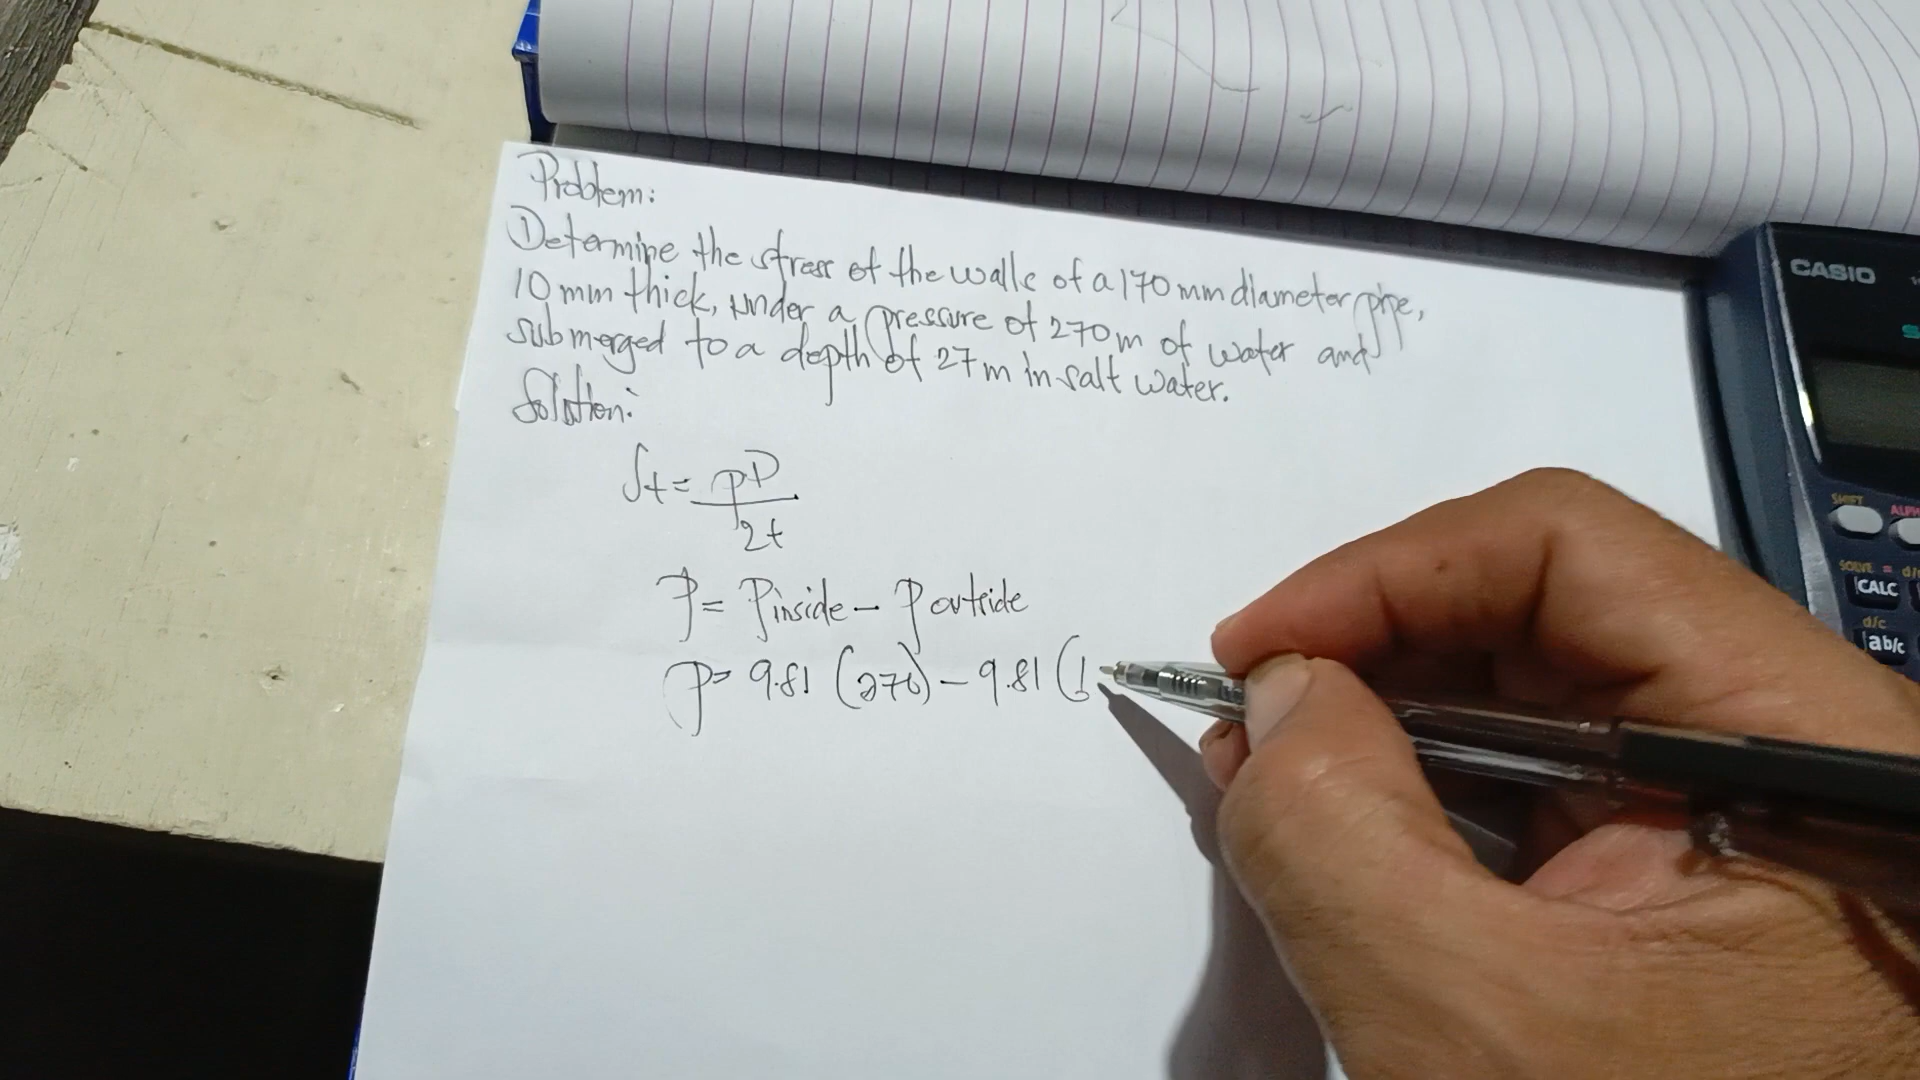 Problem:
Determine the stress of the walls of a 170 mm diameter pipe,
10 mm thick, under a pressure of 270 m of water and
submerged to a depth of 27 m in salt water.
Solution:
St = pD
2t
P = Pinside - Poutside
P = 9.81 (270) - 9.81 (1.
CASIO
SHIFT
ALPH
SOLVE =
d/
CALC
d/c
ab/c